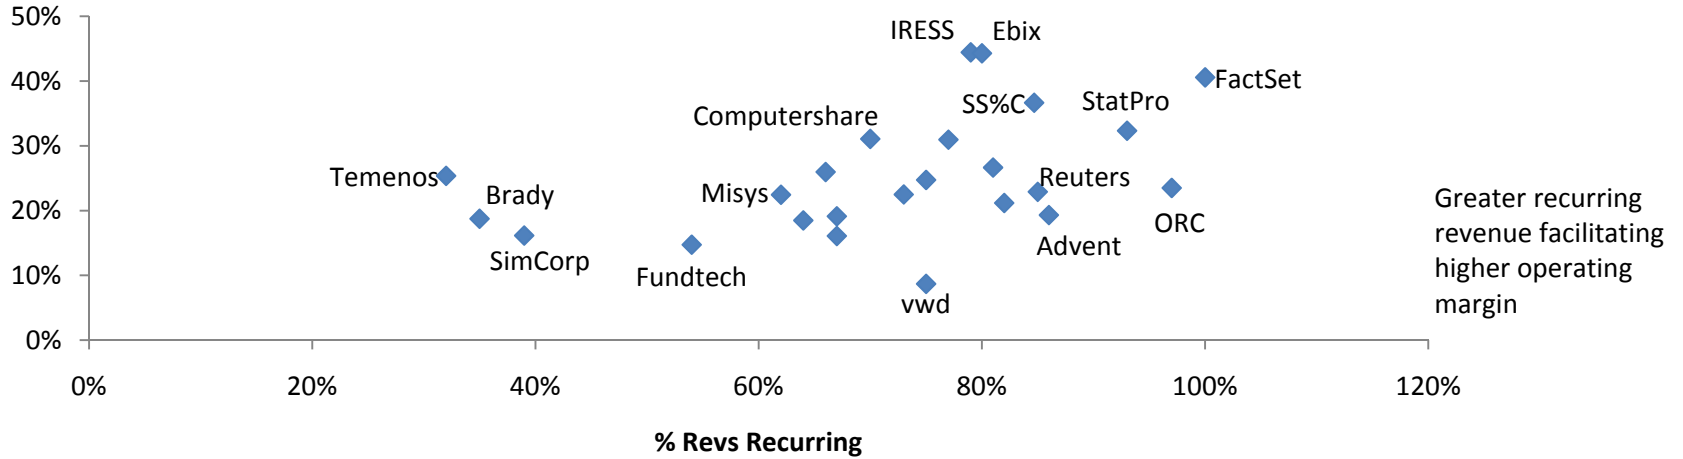 50%
IRESS
Ebix
40%
FactSet
SS%C
StatPro
Computershare
30%
Temenos
Misys
Reuters
Brady
20%
ORC
Advent
SimCorp
Fundtech
10%
vwd
0%
Greater recurring
revenue facilitating
higher operating
margin
0% 20% 40% 60% 80% 100% 120%
% Revs Recurring